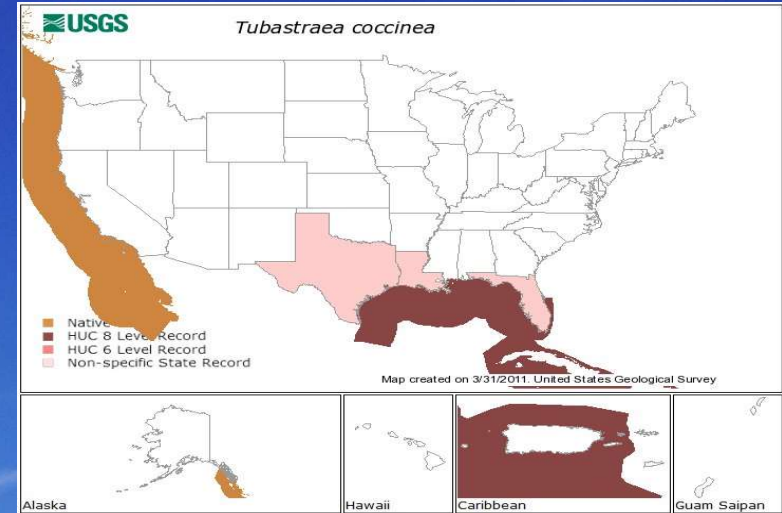 USGS
Tubastraea coccinea
Native
HUC 8 Level Record
HUC 6 Level Record
Non-specific State Record
Map created on 3/31/2011. United States Geological Survey
Alaska
Hawaii
Caribbean
Guam Saipan